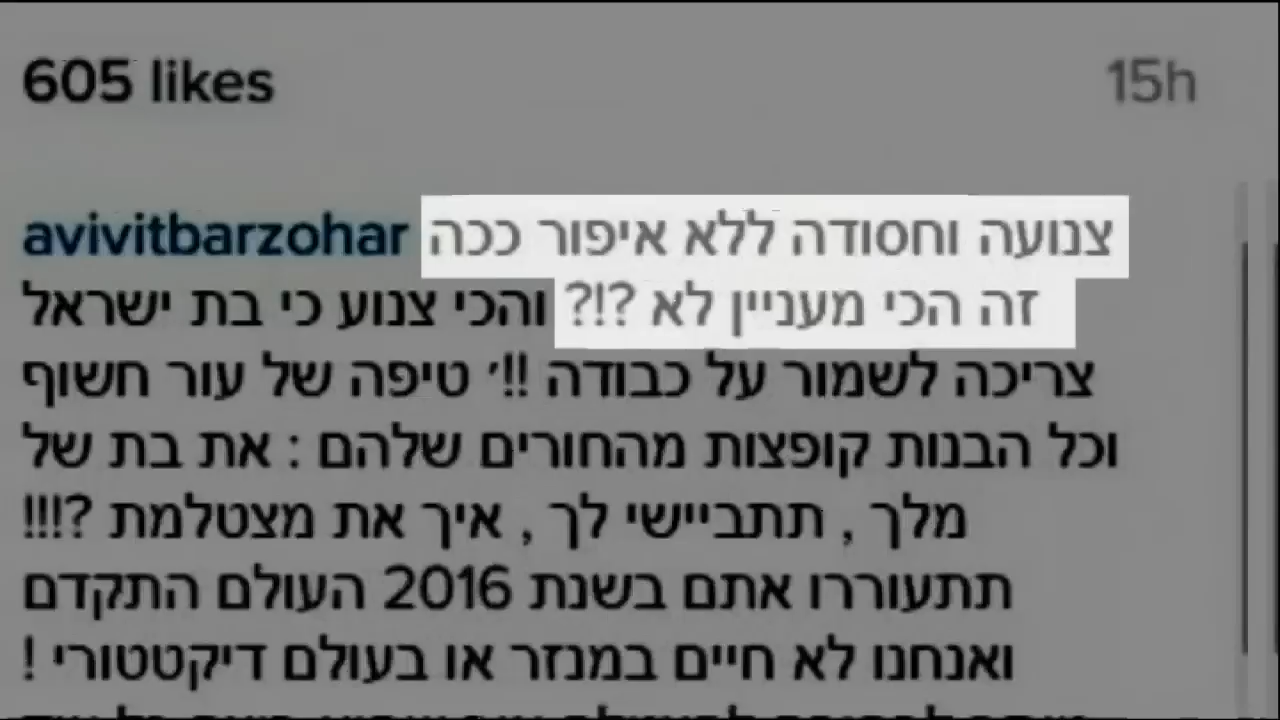 605 likes 15h
avivitbarzohar צנועה וחסודה ללא איפור ככה
זה הכי מעניין לא ?!? והכי צנוע כי בת ישראל
צריכה לשמור על כבודה !!׳ טיפה של עור חשוף
וכל הבנות קופצות מהחורים שלהם : את בת של
מלך , תתביישי לך , איך את מצטלמת ?!!!
תתעוררו אתם בשנת 2016 העולם התקדם
ואנחנו לא חיים במנזר או בעולם דיקטטורי !